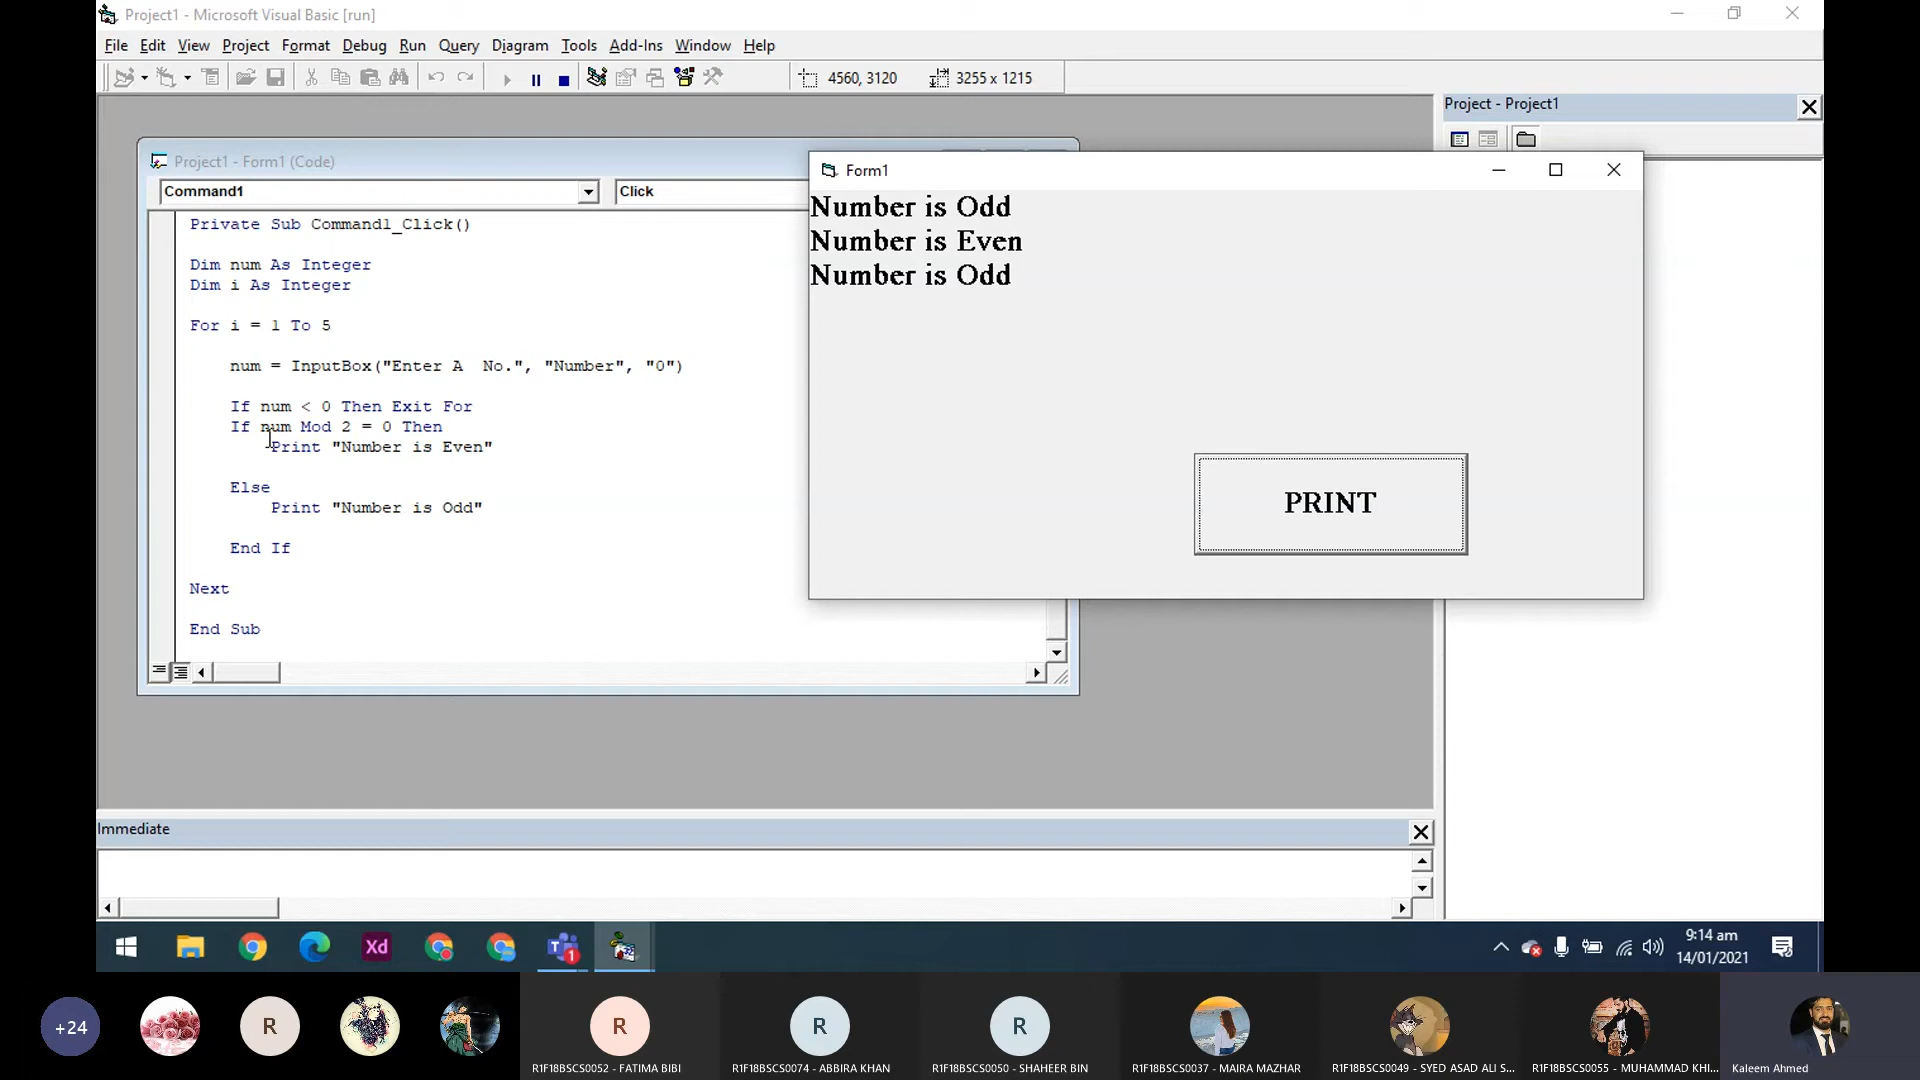 Project1 - Microsoft Visual Basic [run]
File Edit View Project Format Debug Run Query Diagram Tools Add-Ins Window Help
4560, 3120 3255 x 1215
Project - Project1
Project1 - Form1 (Code)
Command1 Click
Private Sub Command1_Click()
Dim num As Integer
Dim i As Integer
For i = 1 To 5
num = InputBox("Enter A  No.", "Number", "0")
If num < 0 Then Exit For
If num Mod 2 = 0 Then
Print "Number is Even"
Else
Print "Number is Odd"
End If
Next
End Sub
Form1
Number is Odd
Number is Even
Number is Odd
PRINT
Immediate
Xd
1
9:14 am
14/01/2021
+24
R
R
R
R
R1F18BSCS0052 - FATIMA BIBI
R1F18BSCS0074 - ABBIRA KHAN
R1F18BSCS0050 - SHAHEER BIN
R1F18BSCS0037 - MAIRA MAZHAR
R1F18BSCS0049 - SYED ASAD ALI S...
R1F18BSCS0055 - MUHAMMAD KHI...
Kaleem Ahmed